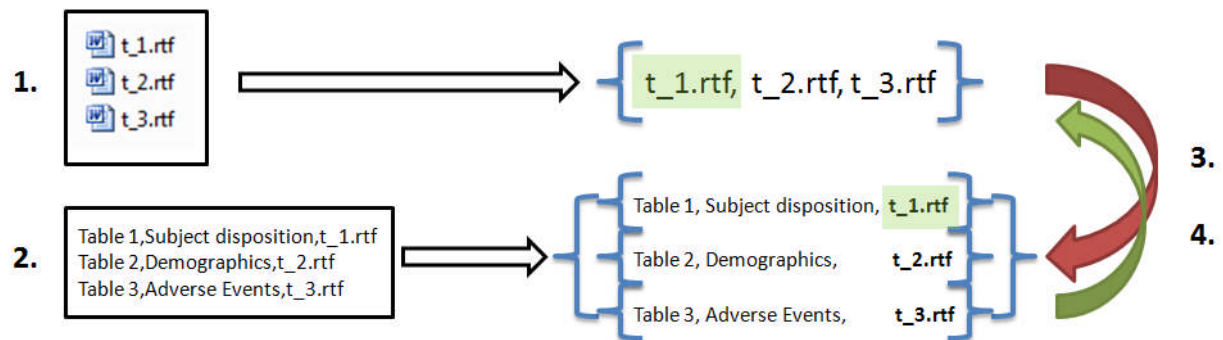 1.
t_1.rtf
t_2.rtf
t_3.rtf
t_1.rtf, t_2.rtf, t_3.rtf
2.
Table 1,Subject disposition,t_1.rtf
Table 2,Demographics,t_2.rtf
Table 3,Adverse Events,t_3.rtf
Table 1, Subject disposition, t_1.rtf
Table 2, Demographics, t_2.rtf
Table 3, Adverse Events, t_3.rtf
3.
4.